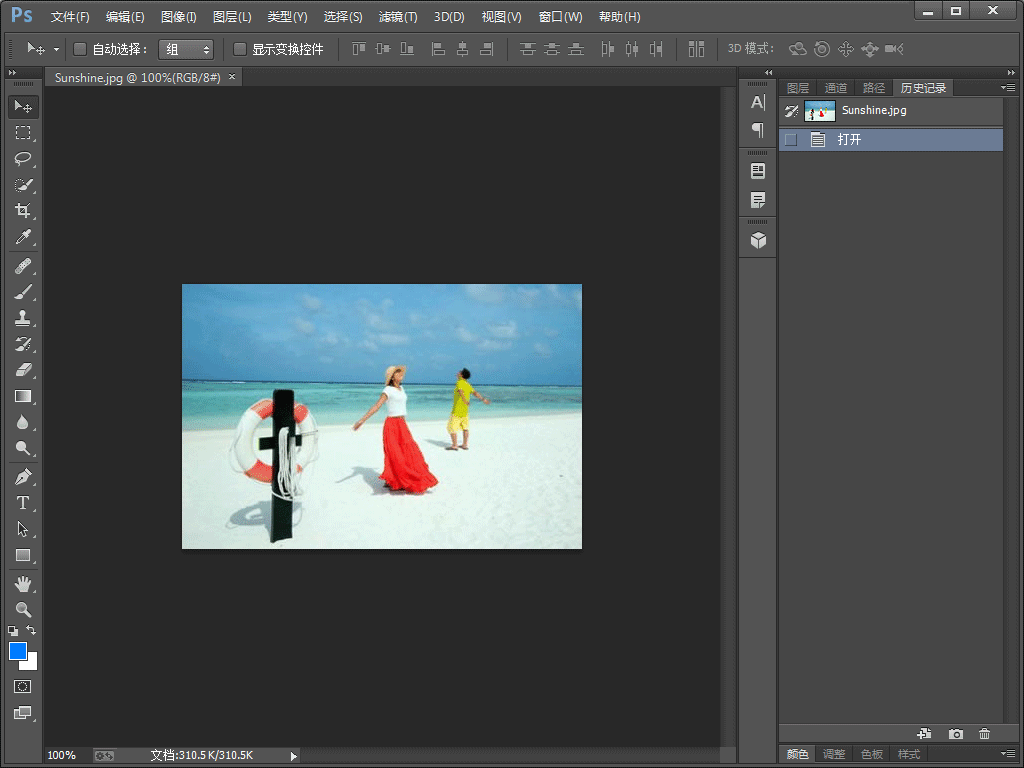 Ps 文件(F) 编辑(E) 图像(I) 图层(L) 类型(Y) 选择(S) 滤镜(T) 3D(D) 视图(V) 窗口(W) 帮助(H)
自动选择： 组 显示变换控件 3D 模式：
Sunshine.jpg @ 100%(RGB/8#) ×
图层 通道 路径 历史记录
Sunshine.jpg
打开
100% 文档:310.5K/310.5K
颜色 调整 色板 样式